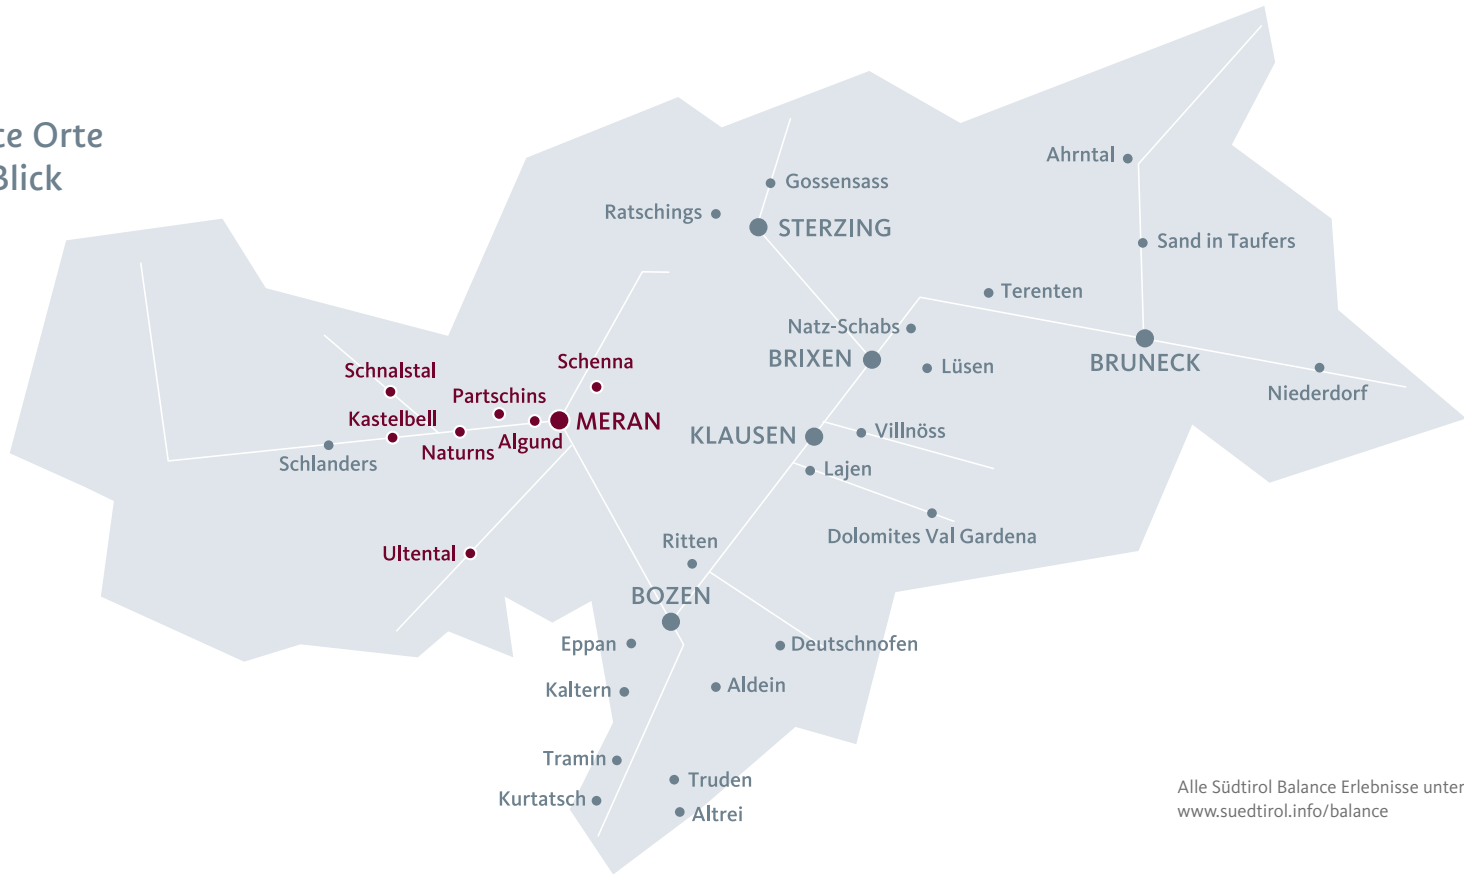 te Orte
Blick
Ahrntal
Gossensass
Ratschings
STERZING
Sand in Taufers
Terenten
Natz-Schabs
BRIXEN
Lüsen
BRUNECK
Niederdorf
Schenna
Schnalstal
Partschins
Kastelbell
MERAN
Algund
Naturns
Schlanders
KLAUSEN
Villnöss
Lajen
Dolomites Val Gardena
Ultental
Ritten
BOZEN
Eppan
Deutschnofen
Kaltern
Aldein
Tramin
Truden
Kurtatsch
Altrei
Alle Südtirol Balance Erlebnisse unter
www.suedtirol.info/balance